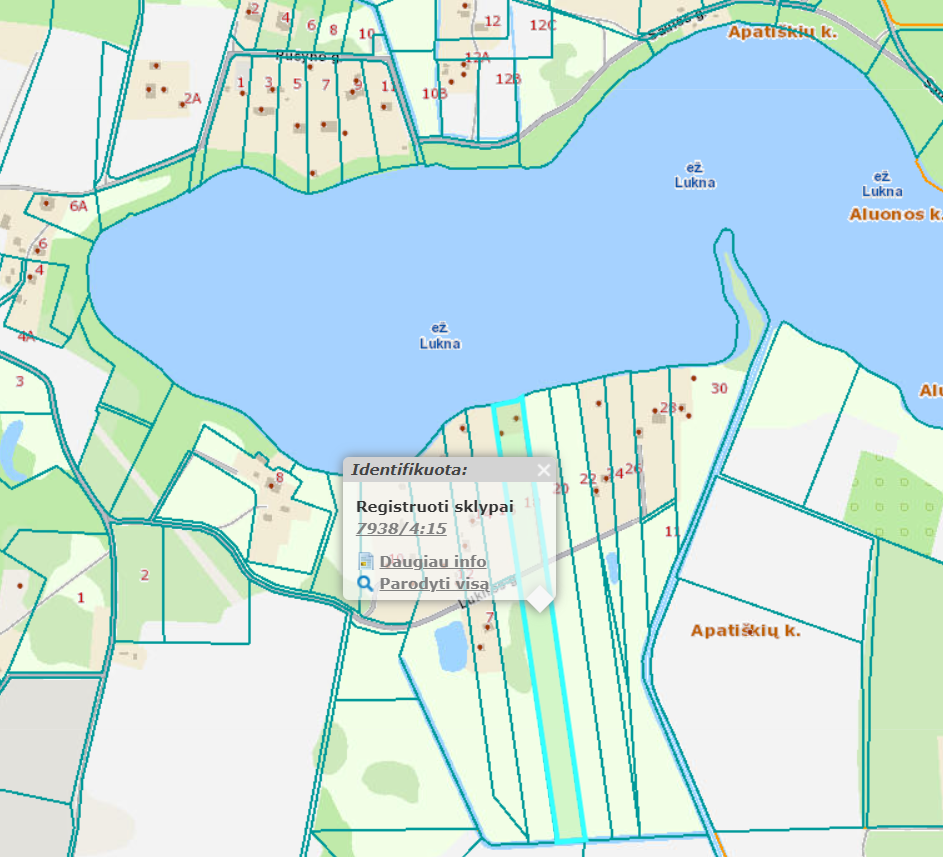 2
4
6
8
10
12
12C
Saulės g.
Apatiškių k.
Pušyno g.
12A
12B
10B
2A
1
3
5
7
9
11
ež.
Lukna
ež.
Lukna
Aluonos k.
6A
6
4
4A
3
ež.
Lukna
30
28
26
24
22
20
8
Identifikuota:
Registruoti sklypai
7938/4:15
Daugiau info
Parodyti visą
11
2
1
7
Apatiškių k.